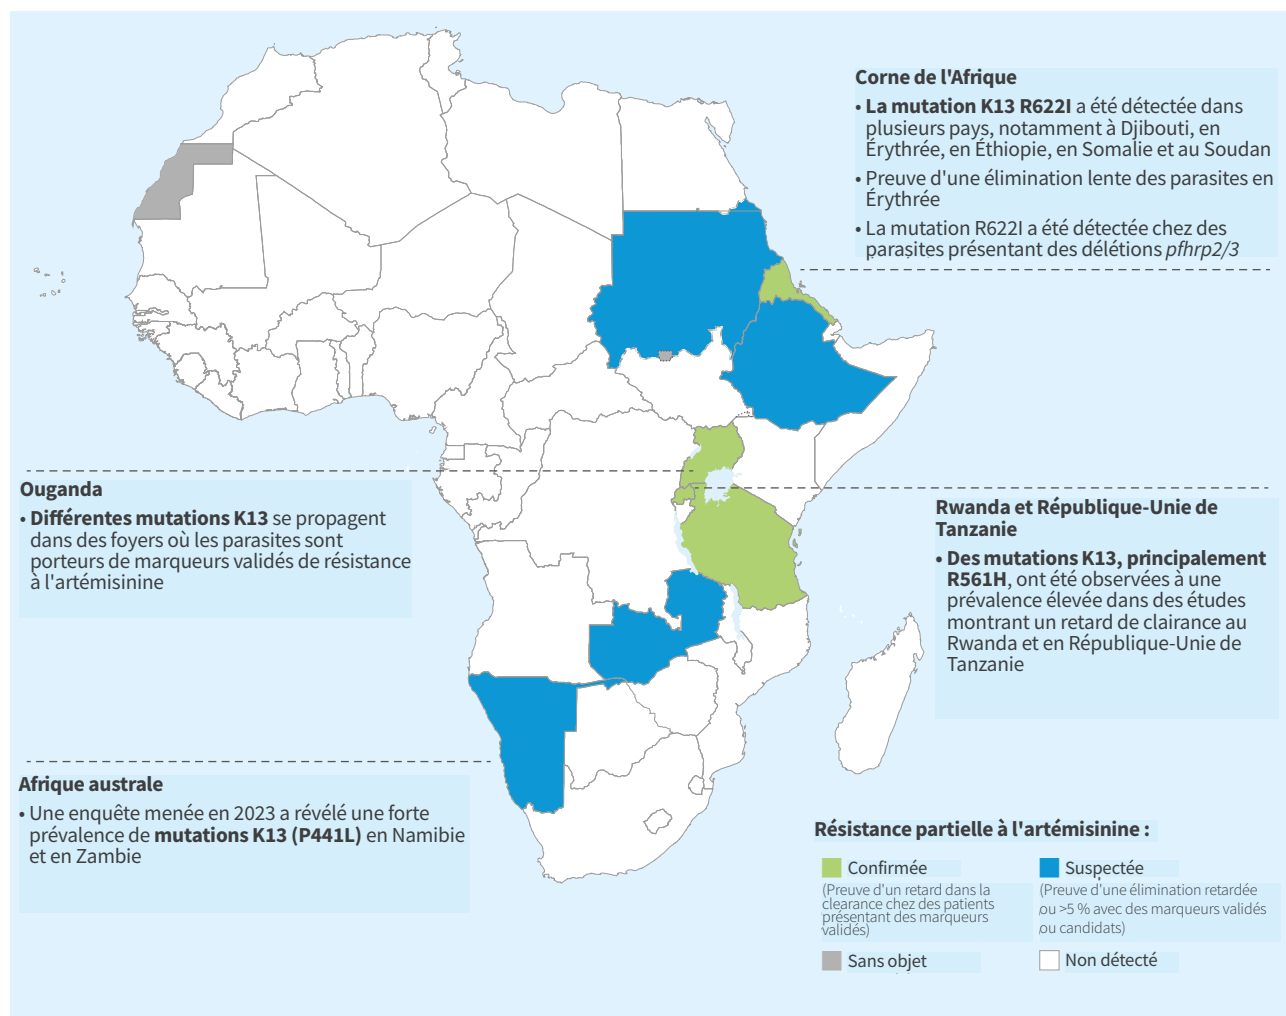 Corne de l'Afrique
• La mutation K13 R622I a été détectée dans
plusieurs pays, notamment à Djibouti, en
Érythrée, en Éthiopie, en Somalie et au Soudan
• Preuve d'une élimination lente des parasites en
Érythrée
• La mutation R622I a été détectée chez des
parasites présentant des délétions pfhrp2/3
Ouganda
• Différentes mutations K13 se propagent
dans des foyers où les parasites sont
porteurs de marqueurs validés de résistance
à l'artémisinine
Rwanda et République-Unie de
Tanzanie
• Des mutations K13, principalement
R561H, ont été observées à une
prévalence élevée dans des études
montrant un retard de clairance au
Rwanda et en République-Unie de
Tanzanie
Afrique australe
• Une enquête menée en 2023 a révélé une forte
prévalence de mutations K13 (P441L) en Namibie
et en Zambie
Résistance partielle à l'artémisinine :
Confirmée
(Preuve d'un retard dans la
clearance chez des patients
présentant des marqueurs
validés)
Suspectée
(Preuve d'une élimination retardée
ou >5 % avec des marqueurs validés
ou candidats)
Sans objet
Non détecté